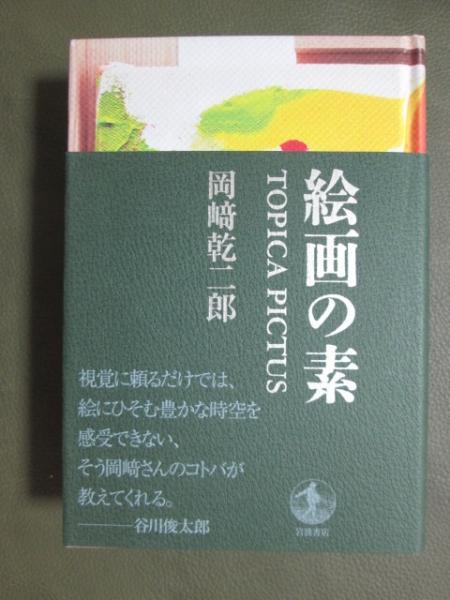 絵画の素
TOPICA PICTUS
岡﨑乾二郎
視覚に頼るだけでは、
絵にひそむ豊かな時空を
感受できない、
そう岡﨑さんのコトバが
教えてくれる。
———谷川俊太郎
岩波書店